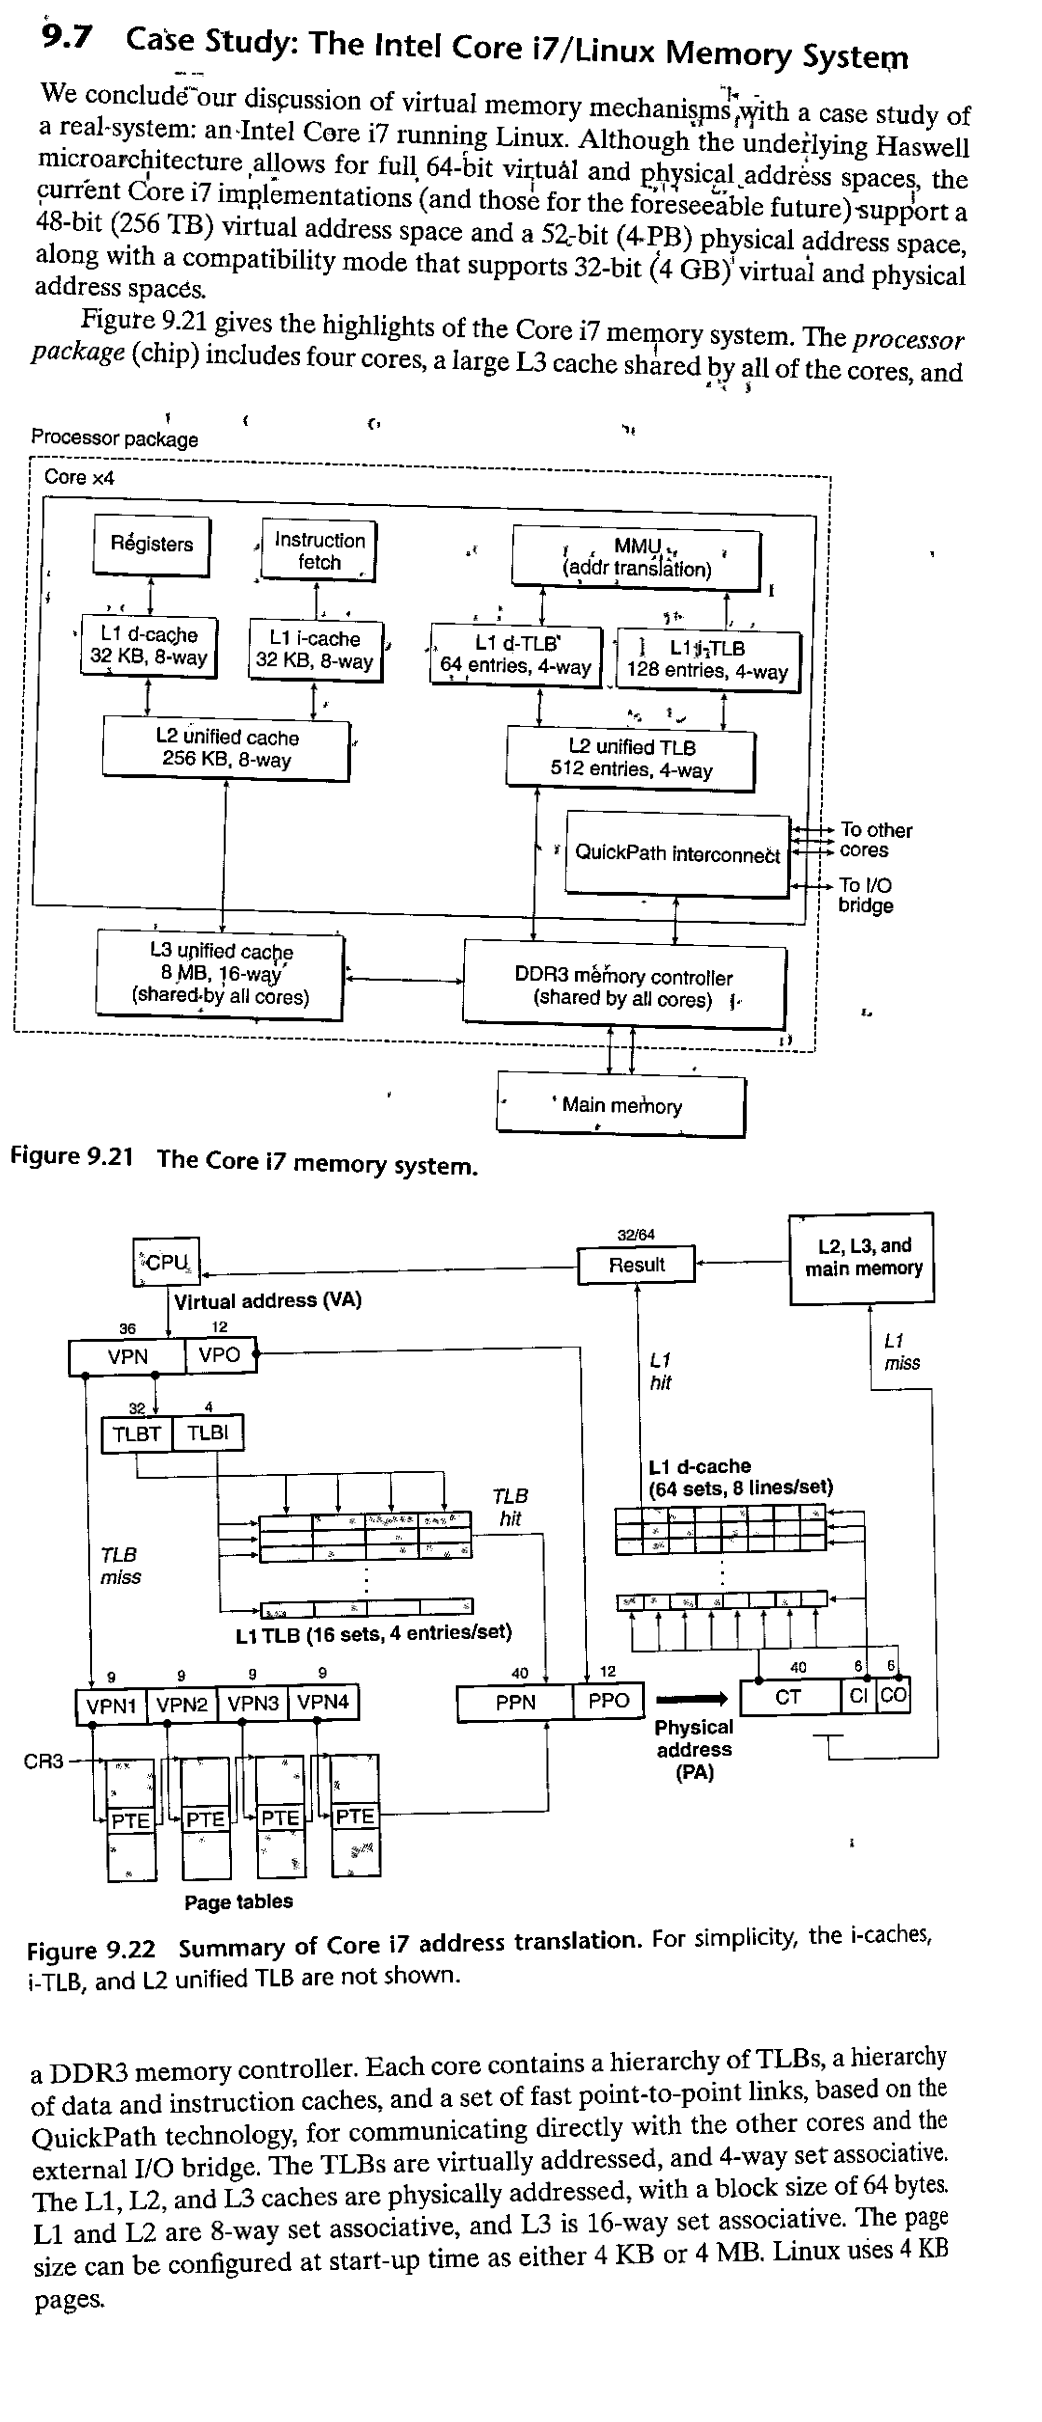 9.7 Case Study: The Intel Core i7/Linux Memory System
We conclude our discussion of virtual memory mechanisms with a case study of
a real system: an Intel Core i7 running Linux. Although the underlying Haswell
microarchitecture allows for full 64-bit virtual and physical address spaces, the
current Core i7 implementations (and those for the foreseeable future) support a
48-bit (256 TB) virtual address space and a 52-bit (4 PB) physical address space,
along with a compatibility mode that supports 32-bit (4 GB) virtual and physical
address spaces.
Figure 9.21 gives the highlights of the Core i7 memory system. The processor
package (chip) includes four cores, a large L3 cache shared by all of the cores, and
Processor package
Core x4
Registers
Instruction
fetch
MMU
(addr translation)
L1 d-cache
32 KB, 8-way
L1 i-cache
32 KB, 8-way
L1 d-TLB
64 entries, 4-way
L1 i-TLB
128 entries, 4-way
L2 unified cache
256 KB, 8-way
L2 unified TLB
512 entries, 4-way
QuickPath interconnect
To other
cores
To I/O
bridge
L3 unified cache
8 MB, 16-way
(shared by all cores)
DDR3 memory controller
(shared by all cores)
Main memory
Figure 9.21 The Core i7 memory system.
CPU
32/64
Result
L2, L3, and
main memory
Virtual address (VA)
36 12
VPN VPO
L1
hit
L1
miss
32 4
TLBT TLBI
TLB
hit
L1 d-cache
(64 sets, 8 lines/set)
TLB
miss
L1 TLB (16 sets, 4 entries/set)
9 9 9 9
VPN1 VPN2 VPN3 VPN4
40 12
PPN PPO
40 6 6
CT CI CO
Physical
address
(PA)
CR3
PTE PTE PTE PTE
Page tables
Figure 9.22 Summary of Core i7 address translation. For simplicity, the i-caches,
i-TLB, and L2 unified TLB are not shown.
a DDR3 memory controller. Each core contains a hierarchy of TLBs, a hierarchy
of data and instruction caches, and a set of fast point-to-point links, based on the
QuickPath technology, for communicating directly with the other cores and the
external I/O bridge. The TLBs are virtually addressed, and 4-way set associative.
The L1, L2, and L3 caches are physically addressed, with a block size of 64 bytes.
L1 and L2 are 8-way set associative, and L3 is 16-way set associative. The page
size can be configured at start-up time as either 4 KB or 4 MB. Linux uses 4 KB
pages.